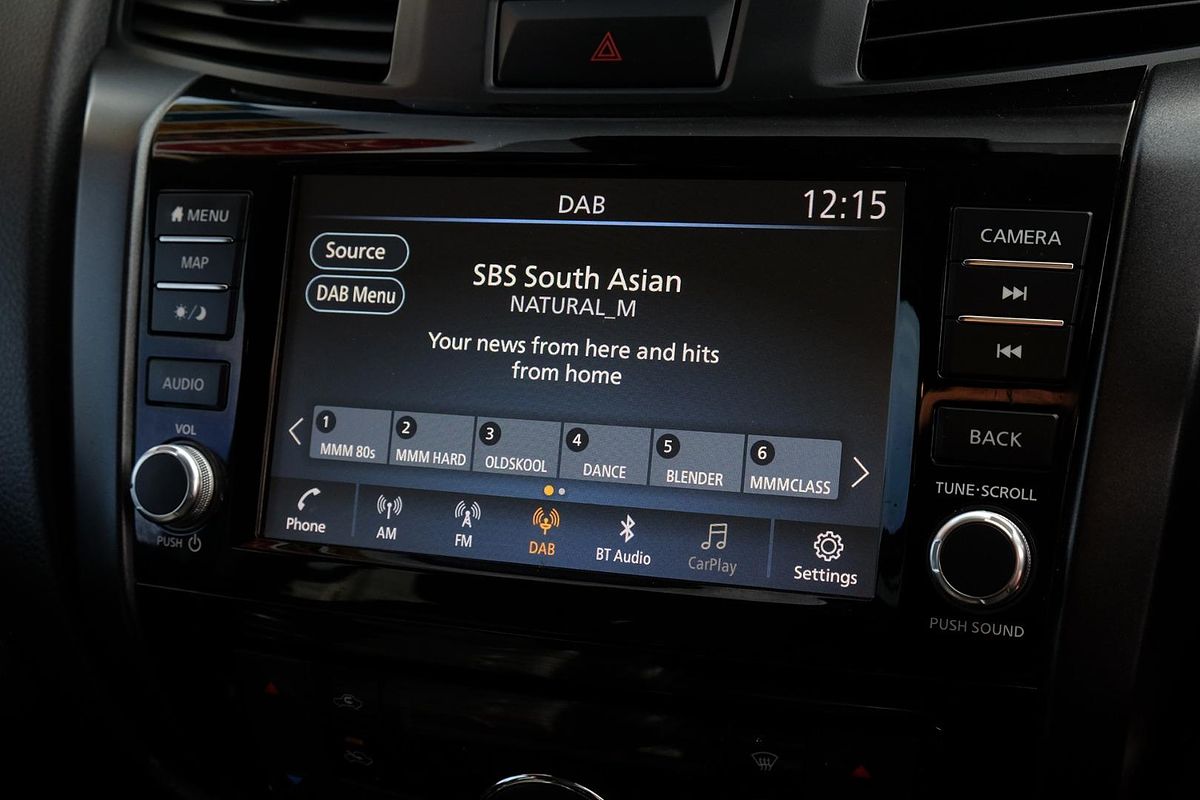 DAB
12:15
MENU
MAP
AUDIO
VOL
PUSH
Source
DAB Menu
SBS South Asian
NATURAL_M
Your news from here and hits
from home
1
MMM 80s
2
MMM HARD
3
OLDSKOOL
4
DANCE
5
BLENDER
6
MMMCLASS
Phone
AM
FM
DAB
BT Audio
CarPlay
Settings
CAMERA
BACK
TUNE·SCROLL
PUSH SOUND